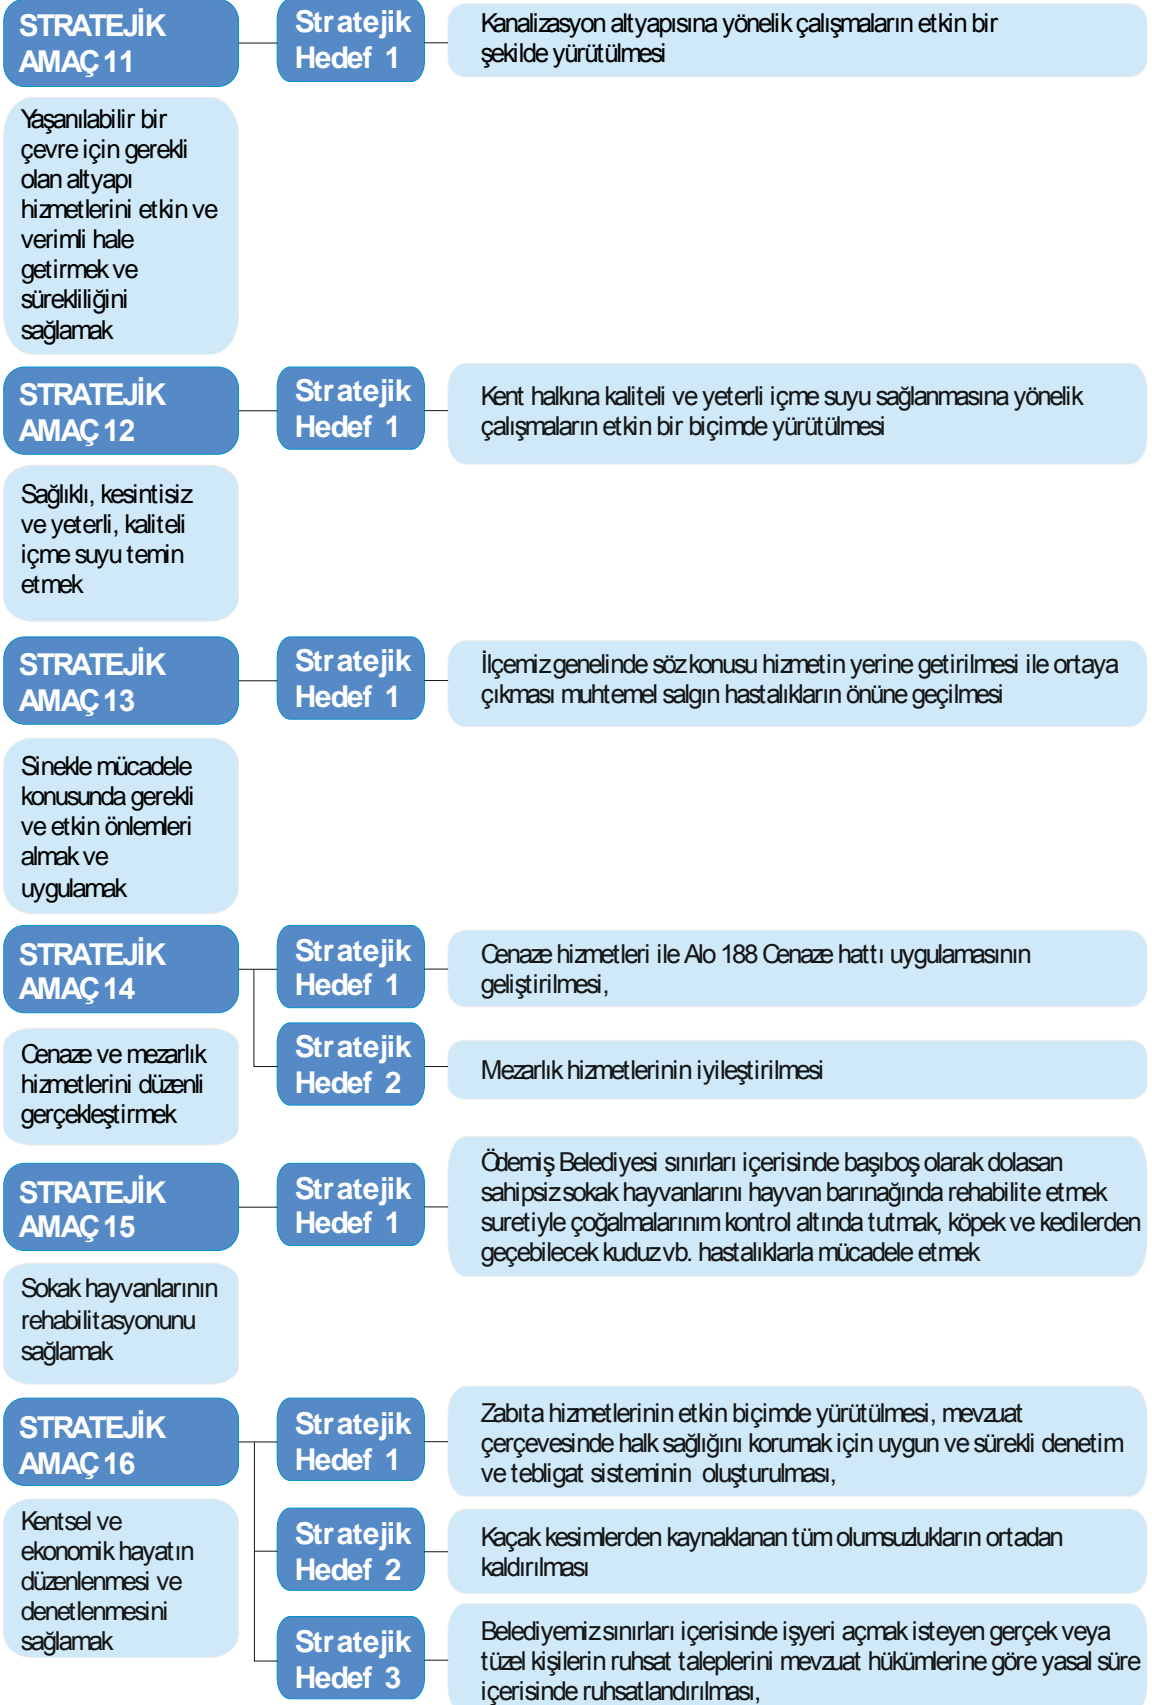 STRATEJİK
AMAÇ 11
Stratejik
Hedef 1
Kanalizasyon altyapısına yönelik çalışmaların etkin bir
şekilde yürütülmesi
Yaşanılabilir bir
çevre için gerekli
olan altyapı
hizmetlerini etkin ve
verimli hale
getirmek ve
sürekliliğini
sağlamak
STRATEJİK
AMAÇ 12
Stratejik
Hedef 1
Kent halkına kaliteli ve yeterli içme suyu sağlanmasına yönelik
çalışmaların etkin bir biçimde yürütülmesi
Sağlıklı, kesintisiz
ve yeterli, kaliteli
içme suyu temin
etmek
STRATEJİK
AMAÇ 13
Stratejik
Hedef 1
İlçemiz genelinde söz konusu hizmetin yerine getirilmesi ile ortaya
çıkması muhtemel salgın hastalıkların önüne geçilmesi
Sinekle mücadele
konusunda gerekli
ve etkin önlemleri
almak ve
uygulamak
STRATEJİK
AMAÇ 14
Stratejik
Hedef 1
Cenaze hizmetleri ile Alo 188 Cenaze hattı uygulamasının
geliştirilmesi,
Stratejik
Hedef 2
Mezarlık hizmetlerinin iyileştirilmesi
Cenaze ve mezarlık
hizmetlerini düzenli
gerçekleştirmek
STRATEJİK
AMAÇ 15
Stratejik
Hedef 1
Ödemiş Belediyesi sınırları içerisinde başıboş olarak dolasan
sahipsiz sokak hayvanlarını hayvan barınağında rehabilite etmek
suretiyle çoğalmalarınım kontrol altında tutmak, köpek ve kedilerden
geçebilecek kuduz vb. hastalıklarla mücadele etmek
Sokak hayvanlarının
rehabilitasyonunu
sağlamak
STRATEJİK
AMAÇ 16
Stratejik
Hedef 1
Zabıta hizmetlerinin etkin biçimde yürütülmesi, mevzuat
çerçevesinde halk sağlığını korumak için uygun ve sürekli denetim
ve tebligat sisteminin oluşturulması,
Kentsel ve
ekonomik hayatın
düzenlenmesi ve
denetlenmesini
sağlamak
Stratejik
Hedef 2
Kaçak kesimlerden kaynaklanan tüm olumsuzlukların ortadan
kaldırılması
Stratejik
Hedef 3
Belediyemiz sınırları içerisinde işyeri açmak isteyen gerçek veya
tüzel kişilerin ruhsat taleplerini mevzuat hükümlerine göre yasal süre
içerisinde ruhsatlandırılması,